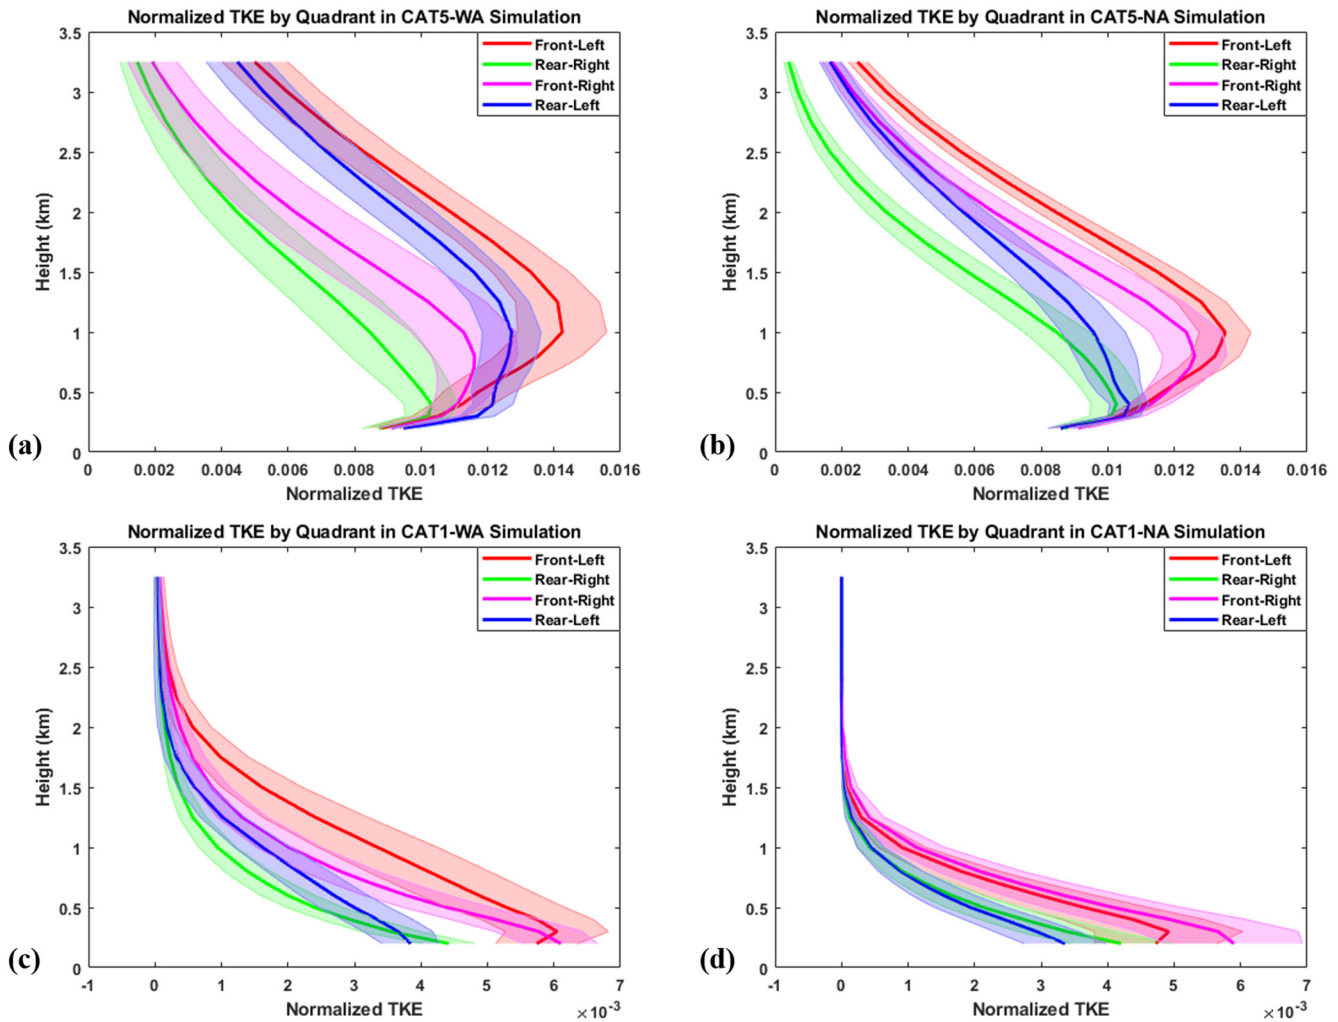 Normalized TKE by Quadrant in CAT5-WA Simulation
3.5
3
2.5
2
1.5
1
0.5
0
Height (km)
Front-Left
Rear-Right
Front-Right
Rear-Left
(a)
0 0.002 0.004 0.006 0.008 0.01 0.012 0.014 0.016
Normalized TKE
Normalized TKE by Quadrant in CAT5-NA Simulation
3.5
3
2.5
2
1.5
1
0.5
0
Height (km)
Front-Left
Rear-Right
Front-Right
Rear-Left
(b)
0 0.002 0.004 0.006 0.008 0.01 0.012 0.014 0.016
Normalized TKE
Normalized TKE by Quadrant in CAT1-WA Simulation
3.5
3
2.5
2
1.5
1
0.5
0
Height (km)
Front-Left
Rear-Right
Front-Right
Rear-Left
(c)
-1 0 1 2 3 4 5 6 7
Normalized TKE
×10⁻³
Normalized TKE by Quadrant in CAT1-NA Simulation
3.5
3
2.5
2
1.5
1
0.5
0
Height (km)
Front-Left
Rear-Right
Front-Right
Rear-Left
(d)
-1 0 1 2 3 4 5 6 7
Normalized TKE
×10⁻³